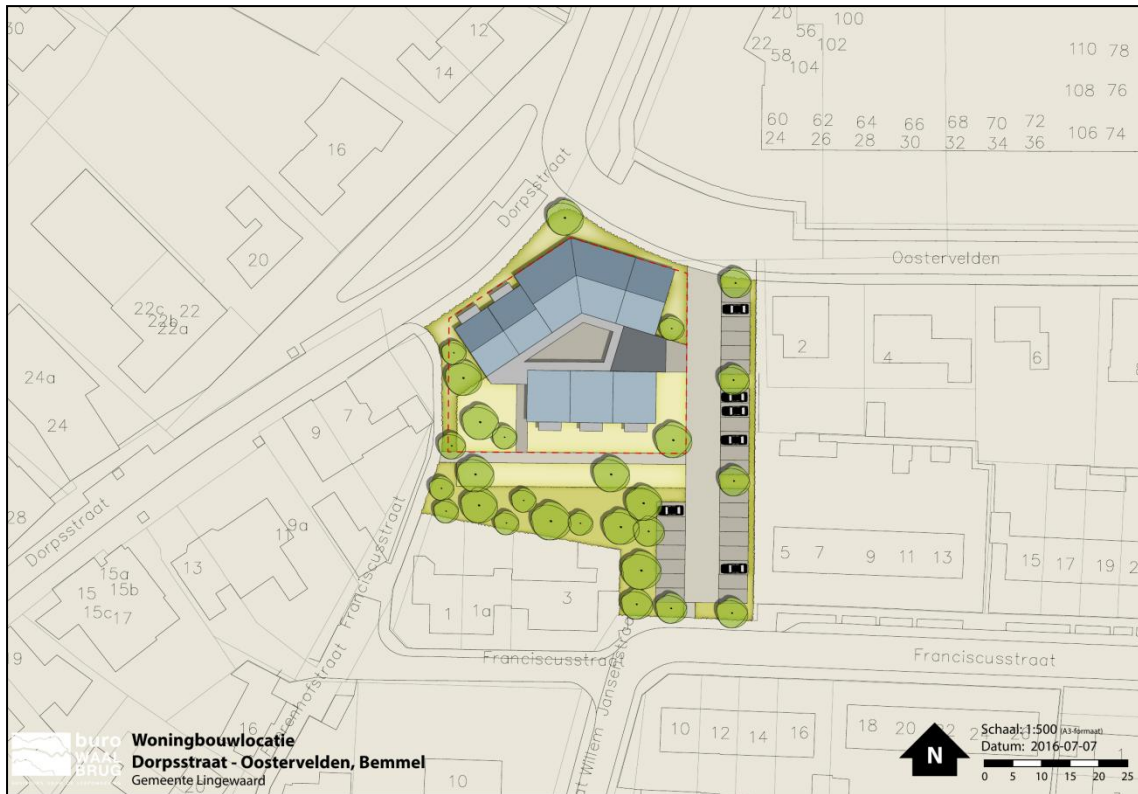 30
12
14
16
20
22c 22
22b
22a
24a
24
28
20
56
100
22
58
102
104
110 78
108 76
60 62 64 66 68 70 72
24 26 28 30 32 34 36
106 74
Dorpsstraat
Oostervelden
2
4
6
7
9
Dorpsstraat
9a
13
15a
15 15b
15c 17
1
1a
3
5 7 9 11 13
15 17 19
Franciscusstraat
Franciscusstraat
Franciscusstraat
10 12 14 16
18 20 22 24
16
10
buro
WAAL
BRUG
Woningbouwlocatie
Dorpsstraat - Oostervelden, Bemmel
Gemeente Lingewaard
N
Schaal: 1:500 (A3-formaat)
Datum: 2016-07-07
0 5 10 15 20 25